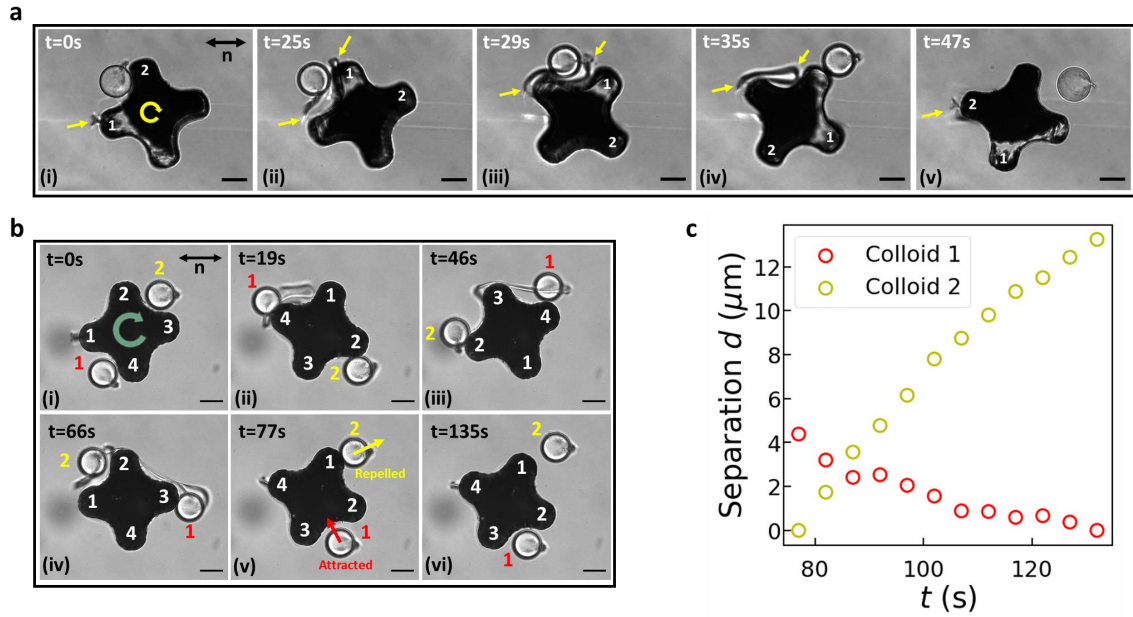 a
t=0s
n
2
1
(i)
t=25s
1
2
(ii)
t=29s
1
2
(iii)
t=35s
2
1
(iv)
t=47s
2
1
(v)
b
t=0s
n
2
2
1
3
4
1
(i)
t=19s
1
1
4
2
3
2
(ii)
t=46s
1
3
4
2
2
1
(iii)
t=66s
2
2
1
3
4
1
(iv)
t=77s
2
1
Repelled
4
2
3
1
Attracted
(v)
t=135s
2
1
4
2
3
1
(vi)
c
Colloid 1
Colloid 2
Separation d (μm)
12
10
8
6
4
2
0
80
100
120
t (s)